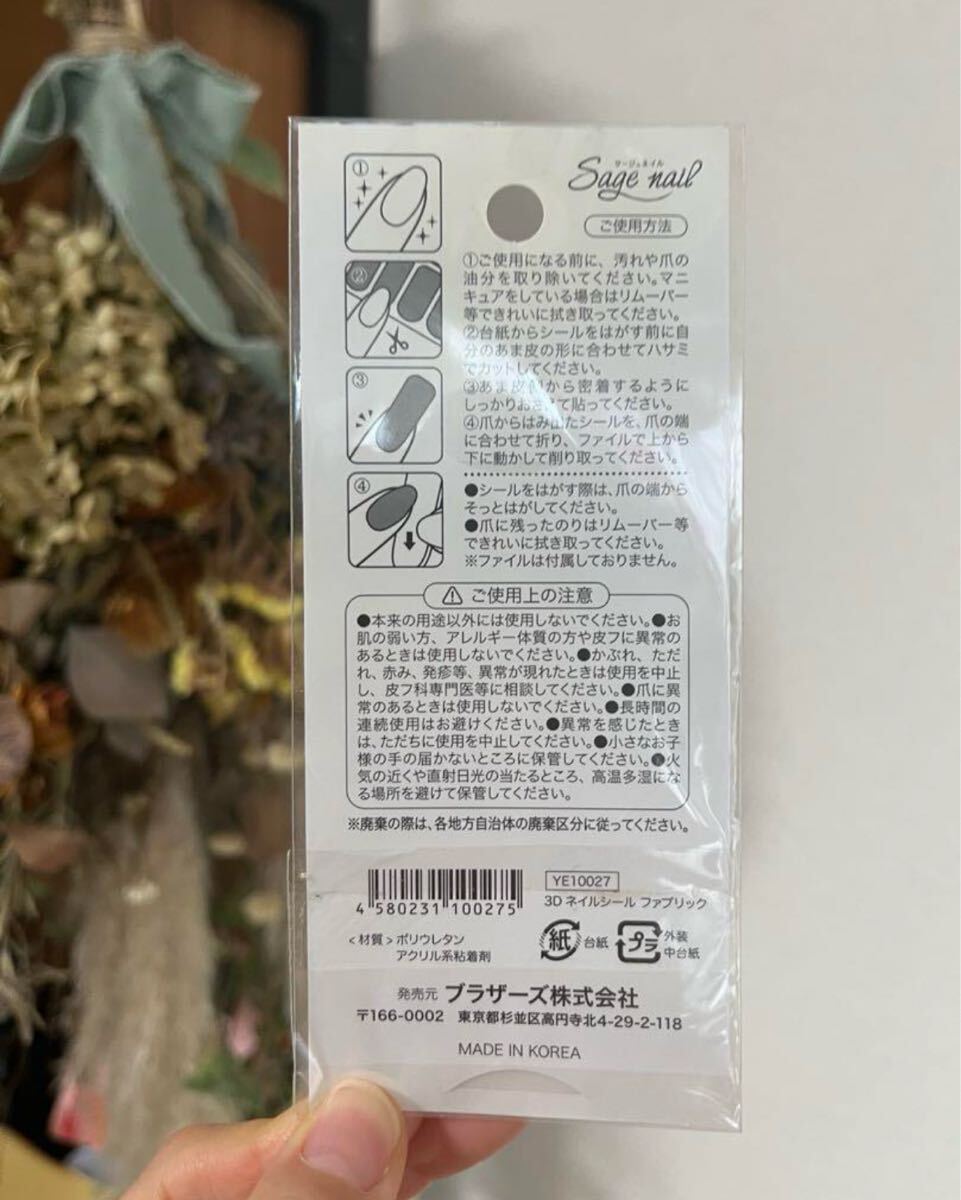 サージュネイル
Sage nail
ご使用方法
①
②
③
④
①ご使用になる前に、汚れや爪の
油分を取り除いてください。マニ
キュアをしている場合はリムーバー
等できれいに拭き取ってください。
②台紙からシールをはがす前に自
分のあま皮の形に合わせてハサミ
でカットしてください。
③あま皮側から密着するように
しっかりおさえて貼ってください。
④爪からはみ出たシールを、爪の端
に合わせて折り、ファイルで上から
下に動かして削り取ってください。
●シールをはがす際は、爪の端から
そっとはがしてください。
●爪に残ったのりはリムーバー等
できれいに拭き取ってください。
※ファイルは付属しておりません。
⚠ ご使用上の注意
●本来の用途以外には使用しないでください。●お
肌の弱い方、アレルギー体質の方や皮フに異常の
あるときは使用しないでください。●かぶれ、ただ
れ、赤み、発疹等、異常が現れたときは使用を中止
し、皮フ科専門医等に相談してください。●爪に異
常のあるときは使用しないでください。●長時間の
連続使用はお避けください。●異常を感じたとき
は、ただちに使用を中止してください。●小さなお子
様の手の届かないところに保管してください。●火
気の近くや直射日光の当たるところ、高温多湿にな
る場所を避けて保管してください。
※廃棄の際は、各地方自治体の廃棄区分に従ってください。
4 580231 100275
YE10027
3D ネイルシール ファブリック
<材質>ポリウレタン
アクリル系粘着剤
紙 台紙
プラ 外装
中台紙
発売元 ブラザーズ株式会社
〒166-0002 東京都杉並区高円寺北4-29-2-118
MADE IN KOREA